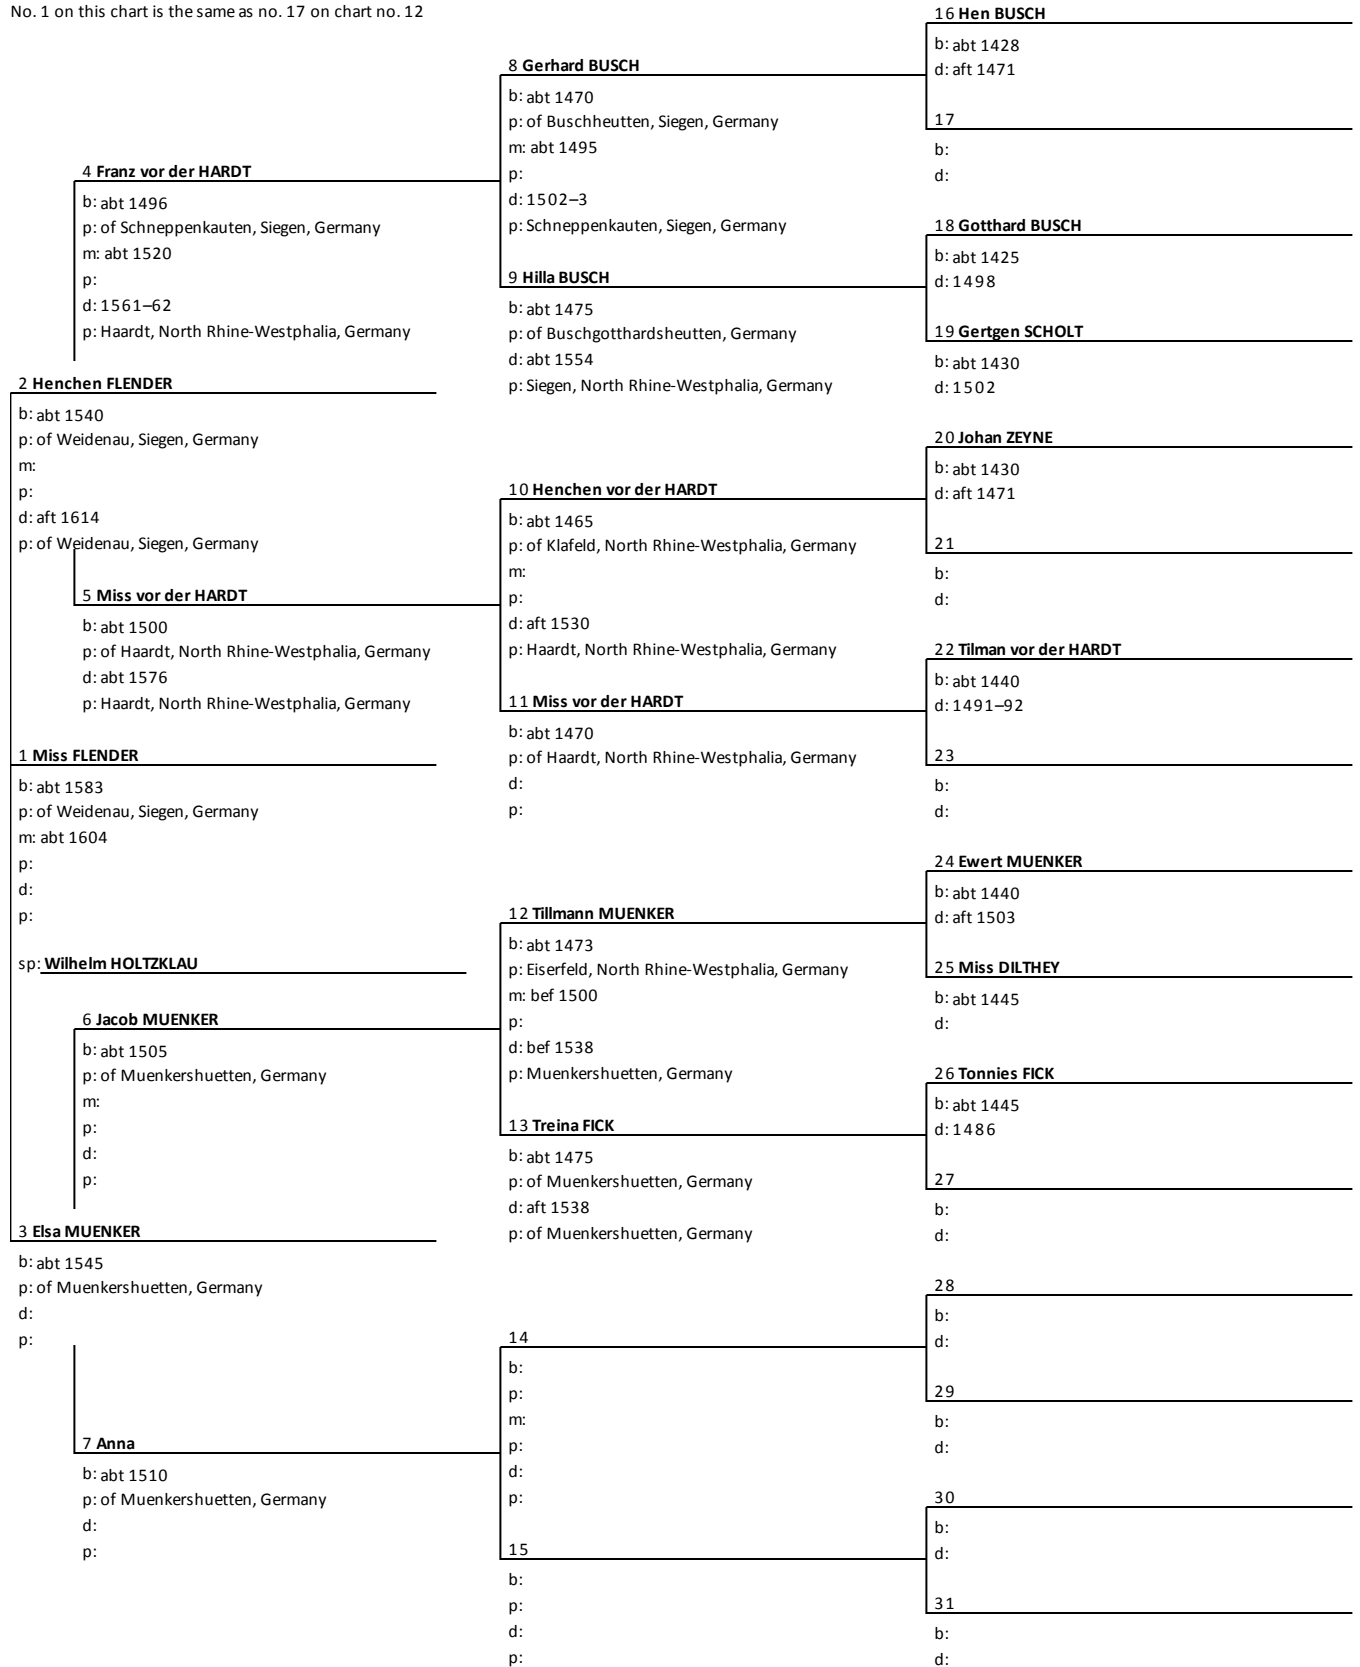 No. 1 on this chart is the same as no. 17 on chart no. 12
4 Franz vor der HARDT
b: abt 1496
p: of Schneppenkauten, Siegen, Germany
m: abt 1520
p:
d: 1561–62
p: Haardt, North Rhine-Westphalia, Germany
2 Henchen FLENDER
b: abt 1540
p: of Weidenau, Siegen, Germany
m:
p:
d: aft 1614
p: of Weidenau, Siegen, Germany
5 Miss vor der HARDT
b: abt 1500
p: of Haardt, North Rhine-Westphalia, Germany
d: abt 1576
p: Haardt, North Rhine-Westphalia, Germany
1 Miss FLENDER
b: abt 1583
p: of Weidenau, Siegen, Germany
m: abt 1604
p:
d:
p:
sp: Wilhelm HOLTZKLAU
6 Jacob MUENKER
b: abt 1505
p: of Muenkershuetten, Germany
m:
p:
d:
p:
3 Elsa MUENKER
b: abt 1545
p: of Muenkershuetten, Germany
d:
p:
7 Anna
b: abt 1510
p: of Muenkershuetten, Germany
d:
p:
8 Gerhard BUSCH
b: abt 1470
p: of Buschheutten, Siegen, Germany
m: abt 1495
p:
d: 1502–3
p: Schneppenkauten, Siegen, Germany
9 Hilla BUSCH
b: abt 1475
p: of Buschgotthardsheutten, Germany
d: abt 1554
p: Siegen, North Rhine-Westphalia, Germany
10 Henchen vor der HARDT
b: abt 1465
p: of Klafeld, North Rhine-Westphalia, Germany
m:
p:
d: aft 1530
p: Haardt, North Rhine-Westphalia, Germany
11 Miss vor der HARDT
b: abt 1470
p: of Haardt, North Rhine-Westphalia, Germany
d:
p:
12 Tillmann MUENKER
b: abt 1473
p: Eiserfeld, North Rhine-Westphalia, Germany
m: bef 1500
p:
d: bef 1538
p: Muenkershuetten, Germany
13 Treina FICK
b: abt 1475
p: of Muenkershuetten, Germany
d: aft 1538
p: of Muenkershuetten, Germany
14
b:
p:
m:
p:
d:
p:
15
b:
p:
d:
p:
16 Hen BUSCH
b: abt 1428
d: aft 1471
17
b:
d:
18 Gotthard BUSCH
b: abt 1425
d: 1498
19 Gertgen SCHOLT
b: abt 1430
d: 1502
20 Johan ZEYNE
b: abt 1430
d: aft 1471
21
b:
d:
22 Tilman vor der HARDT
b: abt 1440
d: 1491–92
23
b:
d:
24 Ewert MUENKER
b: abt 1440
d: aft 1503
25 Miss DILTHEY
b: abt 1445
d:
26 Tonnies FICK
b: abt 1445
d: 1486
27
b:
d:
28
b:
d:
29
b:
d:
30
b:
d:
31
b:
d: